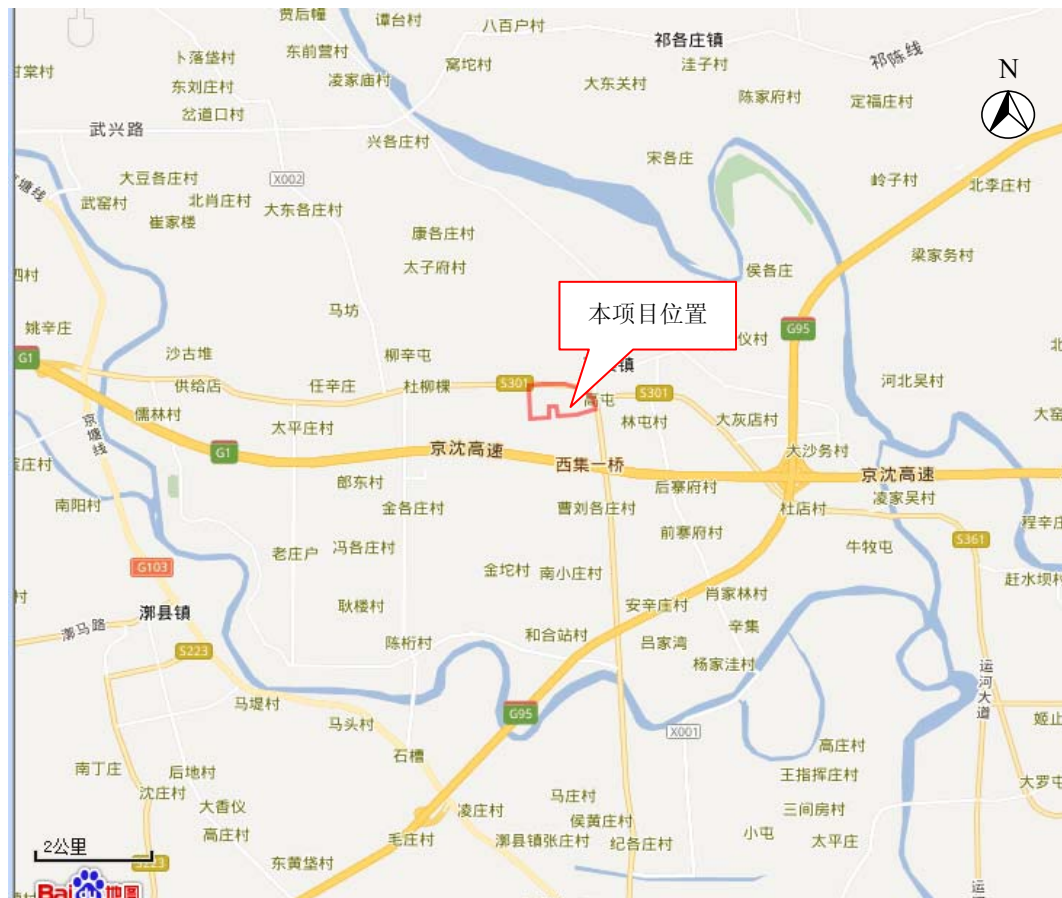 贾后疃
谭台村
八百户村
祁各庄镇
祁陈线
卜落垡村
东前营村
窝坨村
洼子村
N
东刘庄村
凌家庙村
大东关村
陈家府村
定福庄村
岔道口村
武兴路
兴各庄村
宋各庄
大豆各庄村
X002
岭子村
北李庄村
武窑村
北肖庄村
大东各庄村
崔家楼
康各庄村
梁家务村
太子府村
侯各庄
马坊
本项目位置
姚辛庄
G95
仪村
沙古堆
柳辛屯
镇
G1
供给店
任辛庄
杜柳棵
S301
高屯
S301
河北吴村
儒林村
太平庄村
林屯村
大灰店村
京塘线
G1
京沈高速
西集一桥
大沙务村
京沈高速
南阳村
郎东村
后寨府村
凌家吴村
金各庄村
曹刘各庄村
杜店村
前寨府村
程辛庄
老庄户
冯各庄村
牛牧屯
S361
G103
金坨村
南小庄村
赶水坝村
肖家林村
漷县镇
耿楼村
安辛庄村
辛集
漷马路
陈桁村
和合站村
吕家湾
杨家洼村
S223
运河大道
马堤村
马头村
G95
X001
姬止
石槽
高庄村
南丁庄
后地村
王指挥庄村
大罗屯
沈庄村
大香仪
马庄村
三间房村
凌庄村
侯黄庄村
高庄村
毛庄村
漷县镇张庄村
纪各庄村
小屯
太平庄
2公里
东黄垡村
S223
Bai du 地图
运河